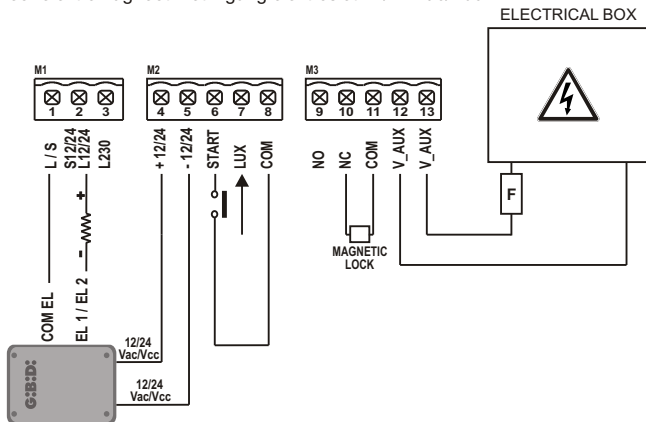 ELECTRICAL BOX
M1
M2
M3
1 2 3
4 5 6 7 8
9 10 11 12 13
L / S
S12/24
L12/24
L230
+ 12/24
- 12/24
START
LUX
COM
NO
NC
COM
V_AUX
V_AUX
F
+
-
MAGNETIC
LOCK
COM EL
EL 1 / EL 2
12/24
Vac/Vcc
12/24
Vac/Vcc
G:B:D: